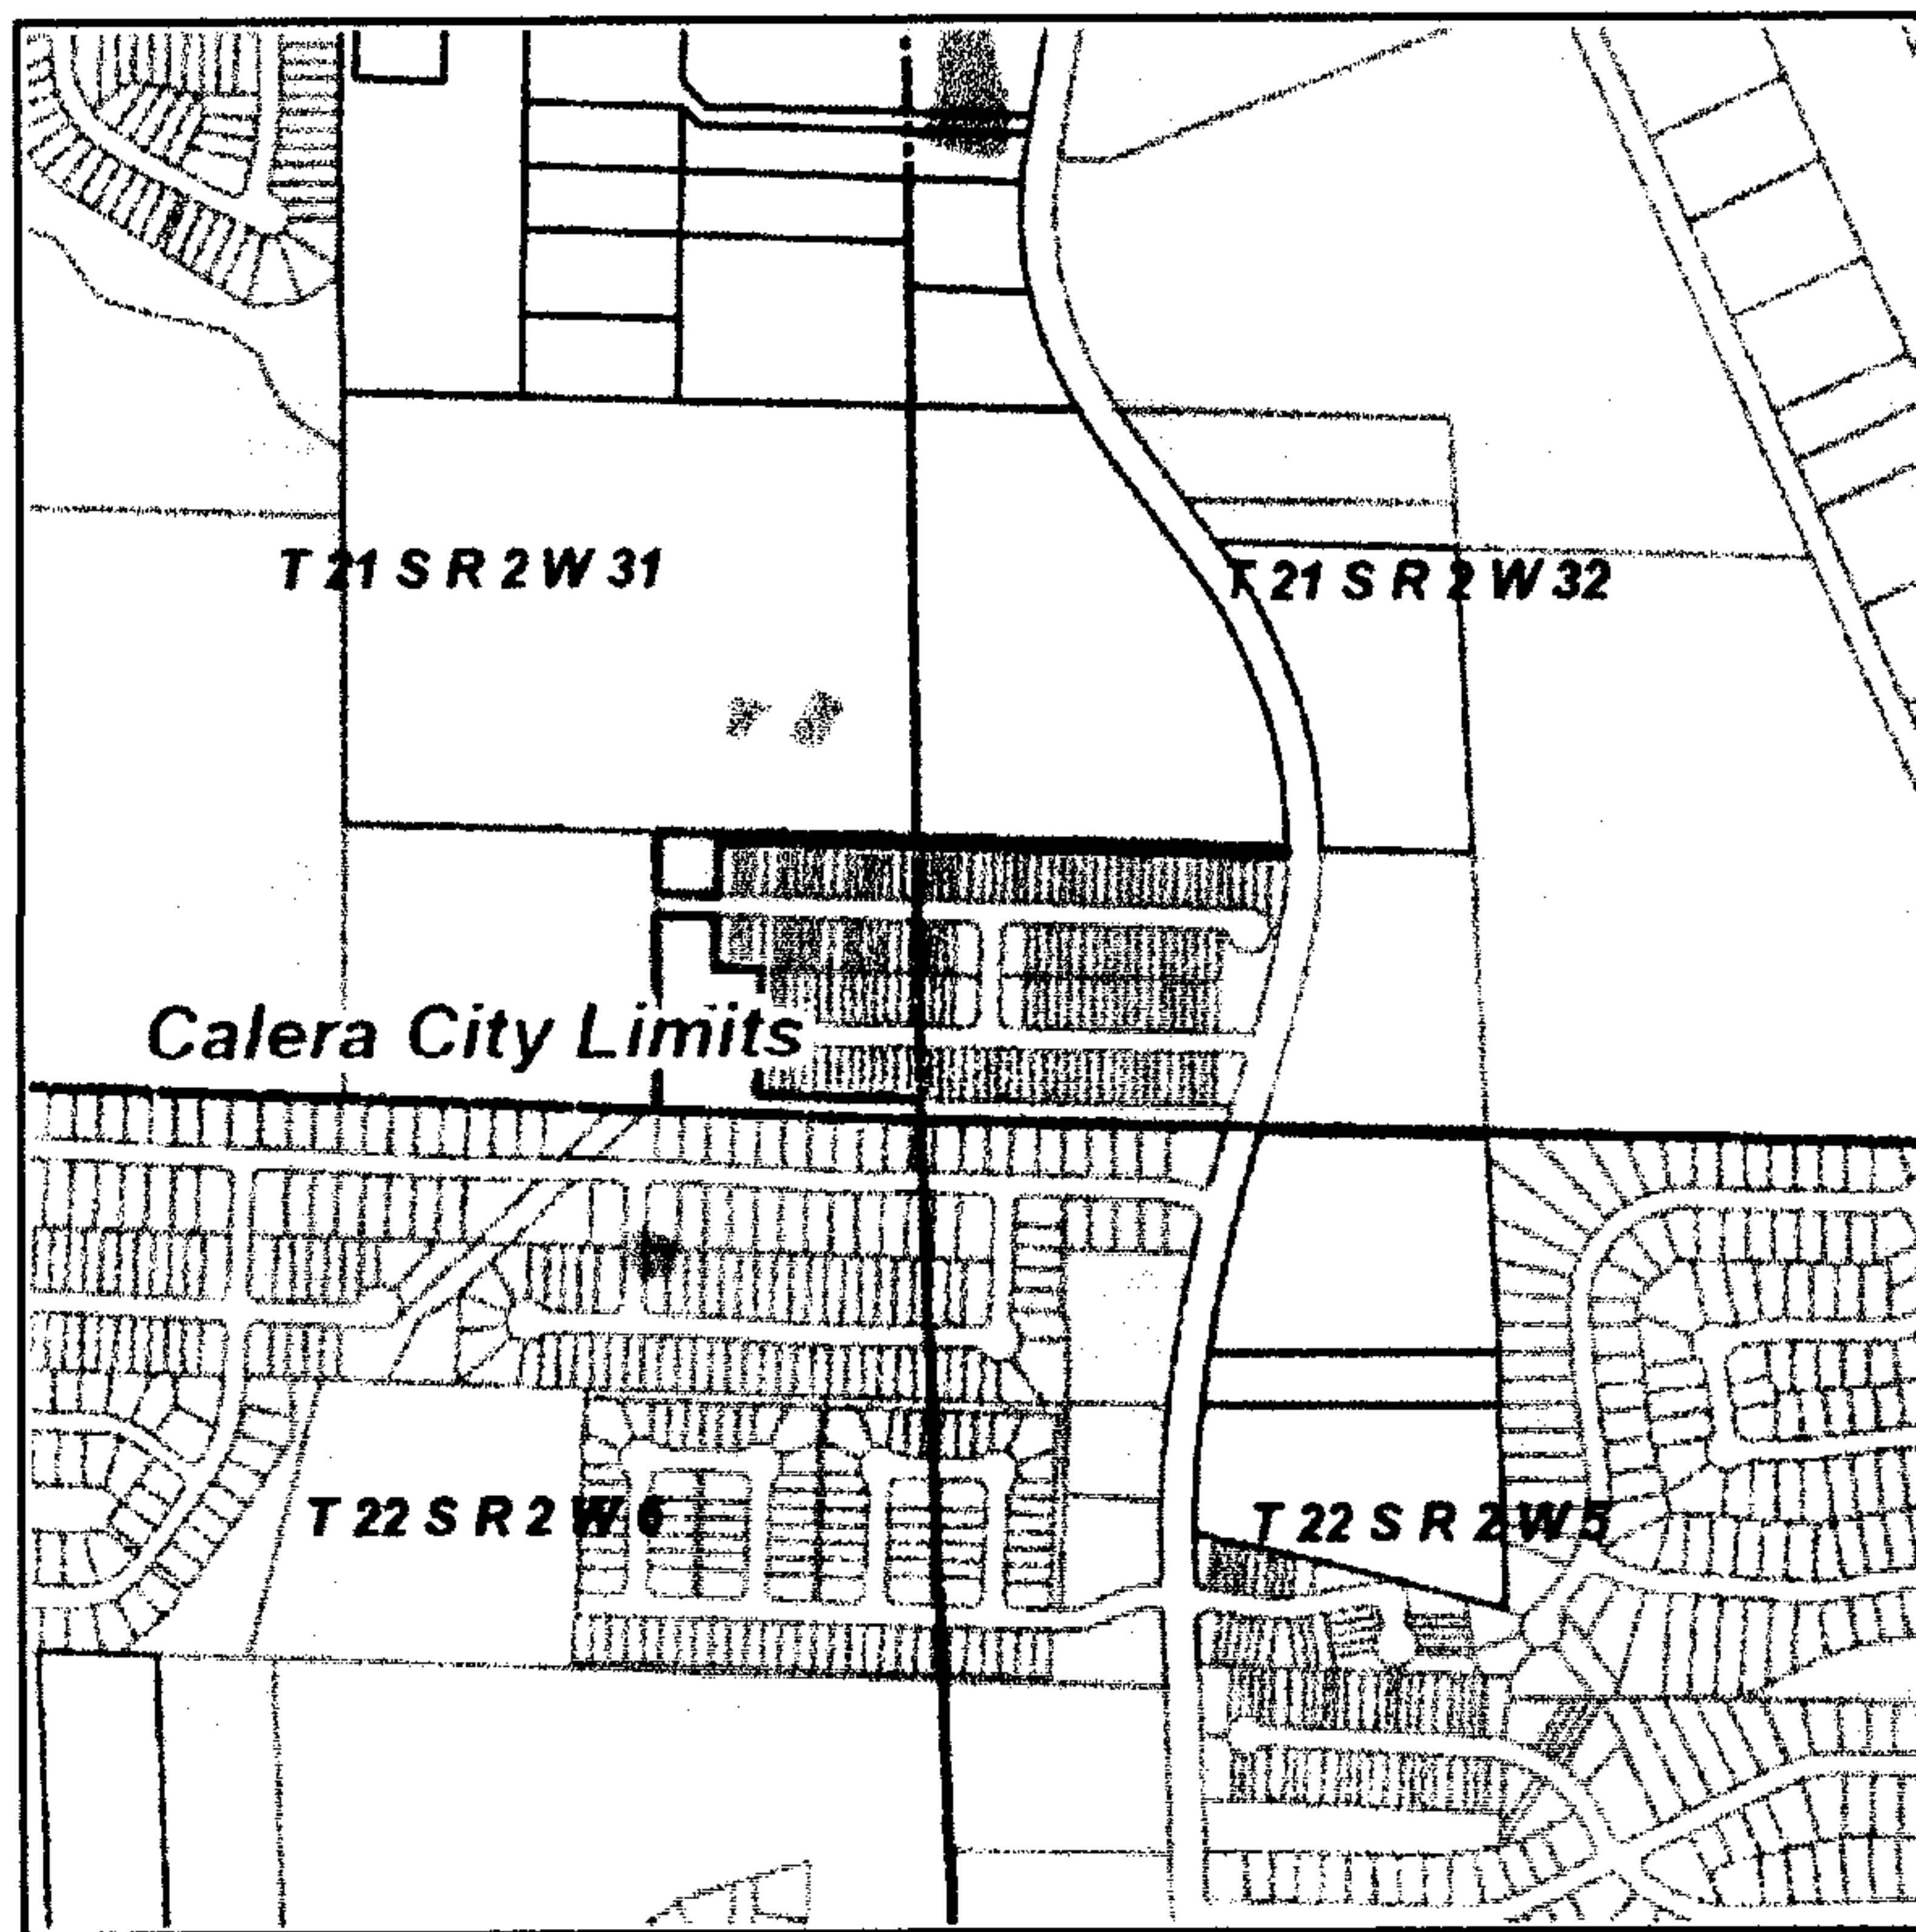 T 21 S R 2 W 31
T 21 S R 2 W 32
Calera City Limits
T 22 S R 2 W 6
T 22 S R 2 W 5